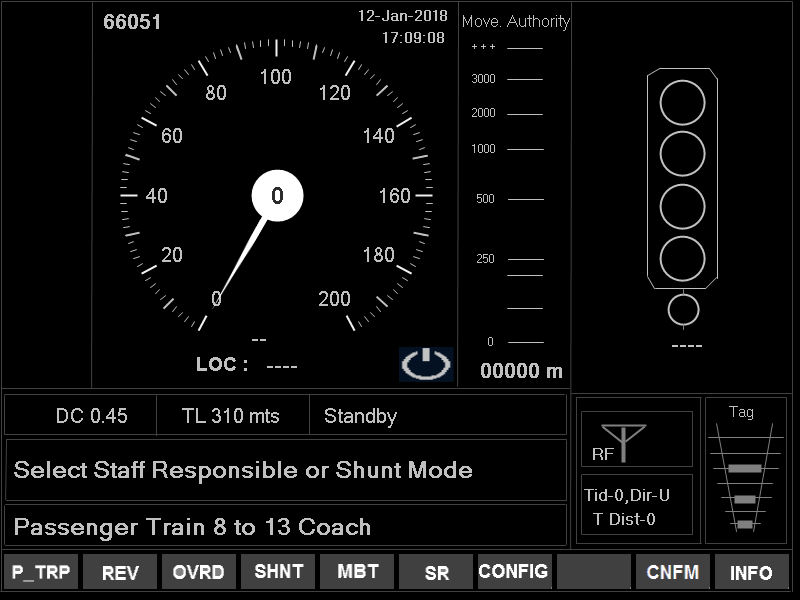 66051
12-Jan-2018
17:09:08
Move. Authority
+++
3000
2000
1000
500
250
0
00000 m
0
20
40
60
80
100
120
140
160
180
200
0
--
LOC : ----
----
DC 0.45
TL 310 mts
Standby
Select Staff Responsible or Shunt Mode
Passenger Train 8 to 13 Coach
RF
Tag
Tid-0,Dir-U
T Dist-0
P_TRP
REV
OVRD
SHNT
MBT
SR
CONFIG
CNFM
INFO